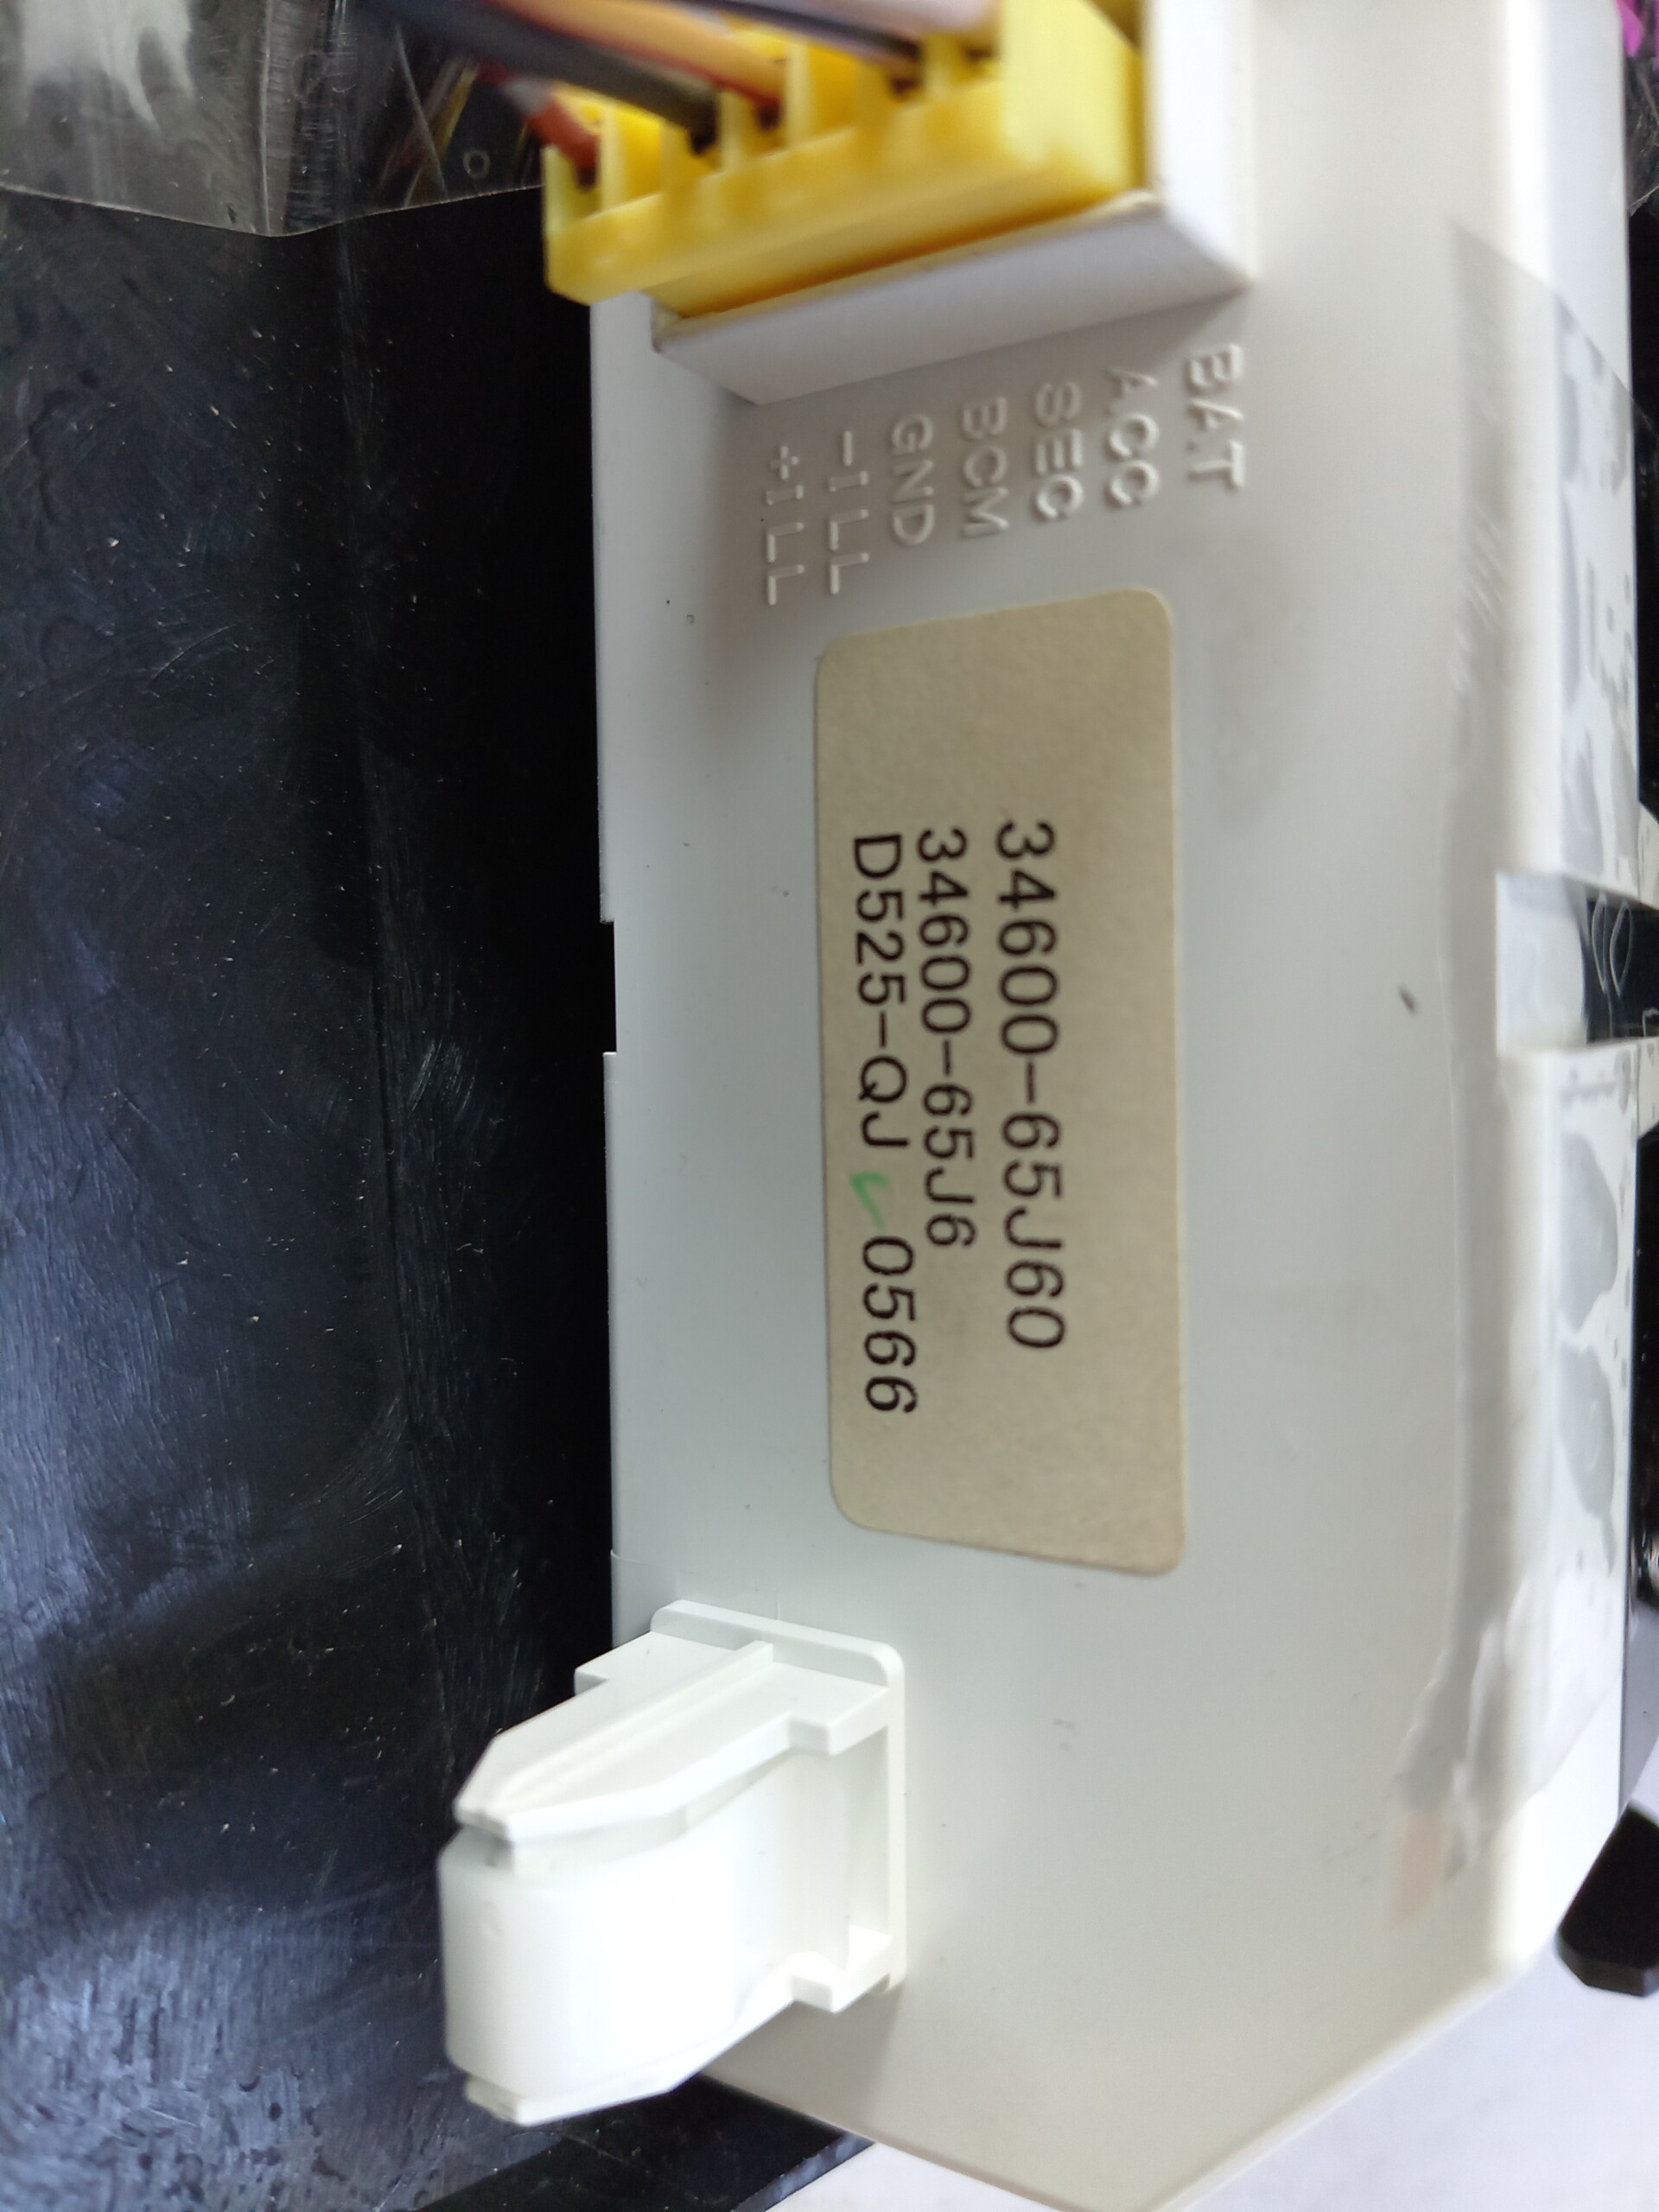 BAT
ACC
SEC
BCM
GND
-ILL
+ILL
34600-65J60
34600-65J6
D525-QJ 0566